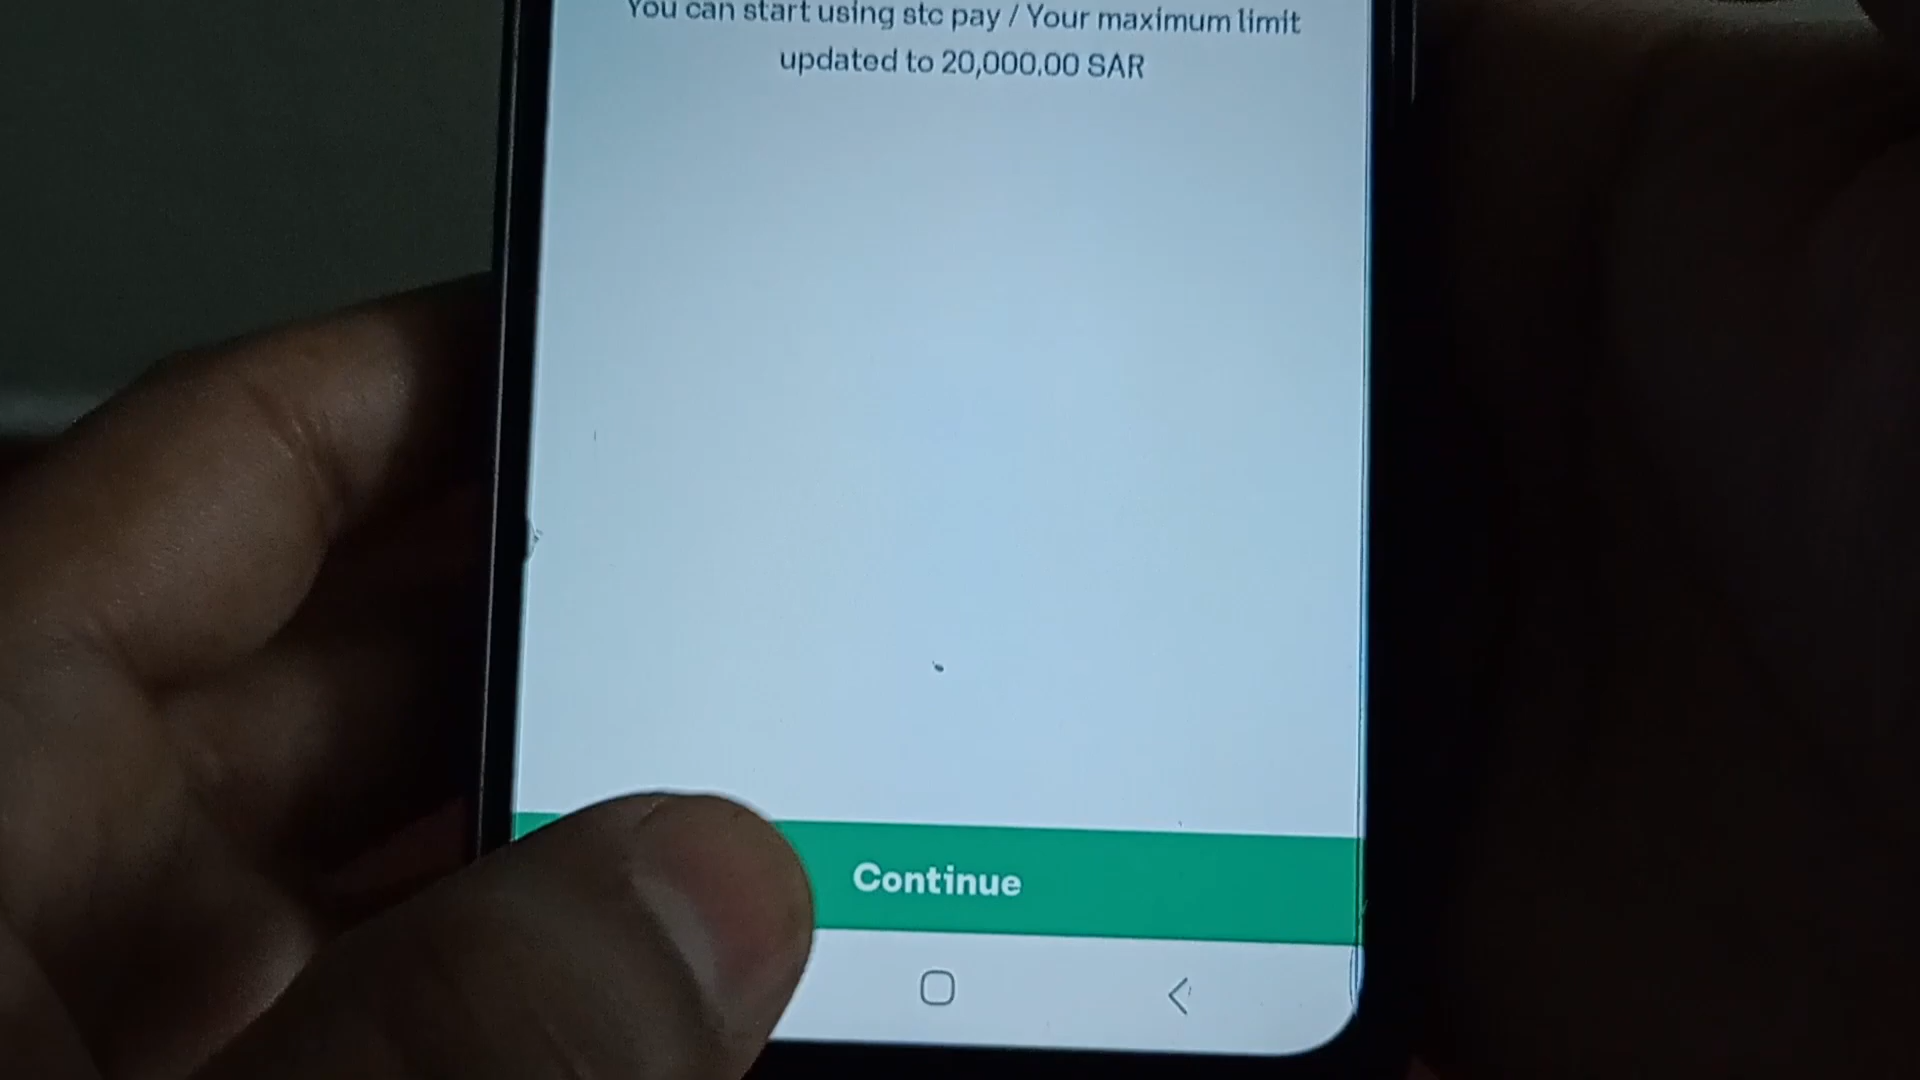 You can start using stc pay / Your maximum limit
updated to 20,000.00 SAR
Continue